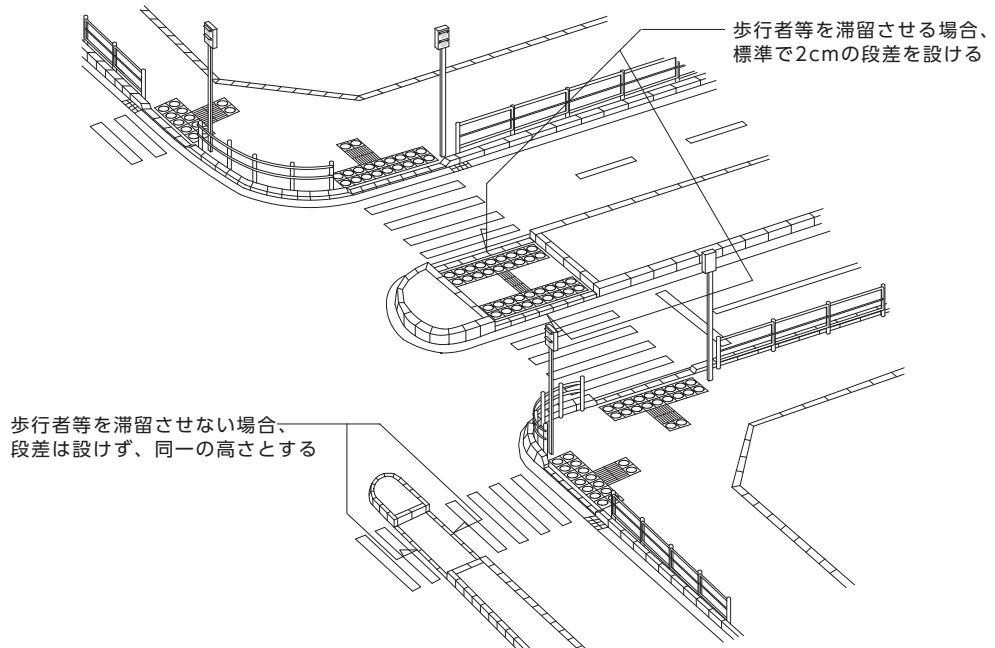 歩行者等を滞留させる場合、
標準で2cmの段差を設ける
歩行者等を滞留させない場合、
段差は設けず、同一の高さとする